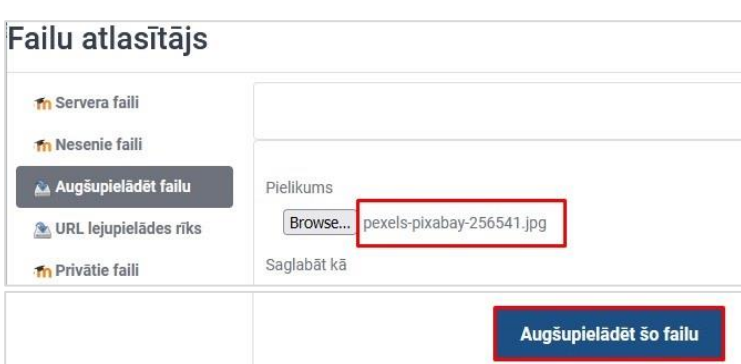 Failu atlasītājs
Servera faili
Nesenie faili
Augšupielādēt failu
URL lejupielādes rīks
Privātie faili
Pielikums
Browse... pexels-pixabay-256541.jpg
Saglabāt kā
Augšupielādēt šo failu